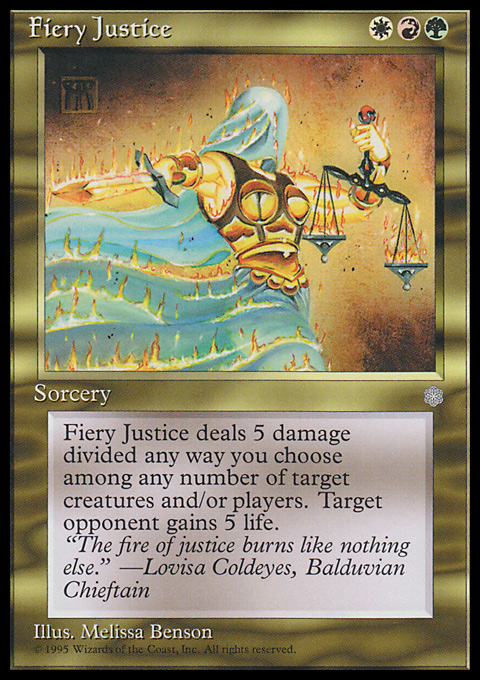 Fiery Justice
Sorcery
Fiery Justice deals 5 damage
divided any way you choose
among any number of target
creatures and/or players. Target
opponent gains 5 life.
“The fire of justice burns like nothing
else.” —Lovisa Coldeyes, Balduvian
Chieftain
Illus. Melissa Benson
© 1995 Wizards of the Coast, Inc. All rights reserved.